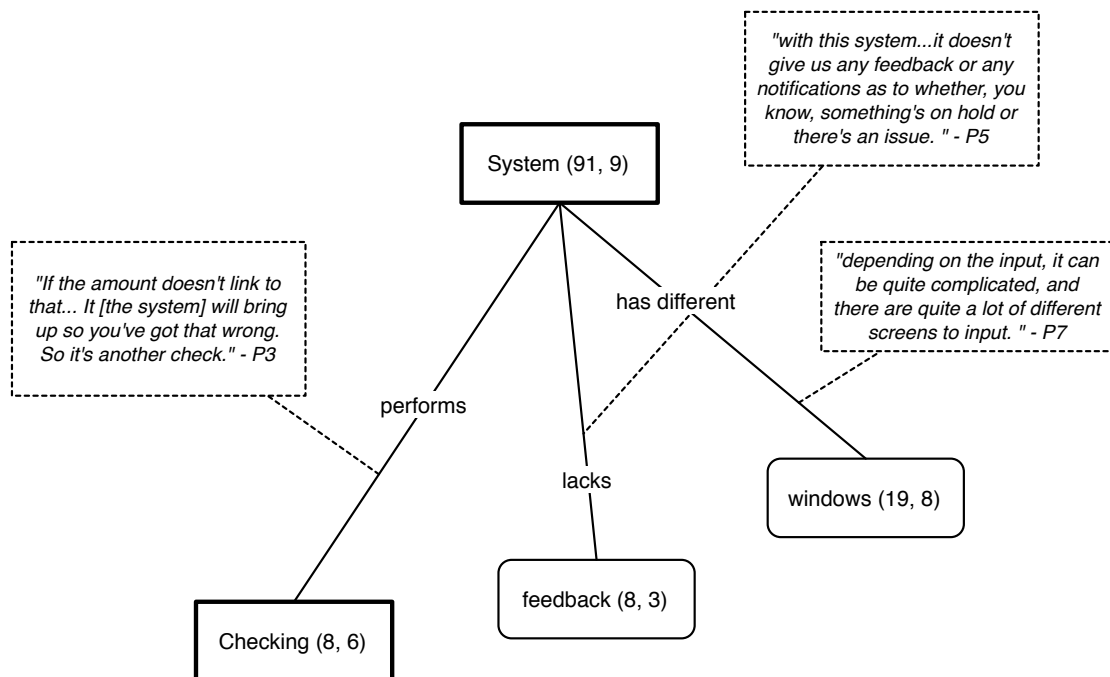 "with this system...it doesn't
give us any feedback or any
notifications as to whether, you
know, something's on hold or
there's an issue. " - P5
System (91, 9)
"If the amount doesn't link to
that... It [the system] will bring
up so you've got that wrong.
So it's another check." - P3
"depending on the input, it can
be quite complicated, and
there are quite a lot of different
screens to input. " - P7
has different
performs
lacks
windows (19, 8)
feedback (8, 3)
Checking (8, 6)